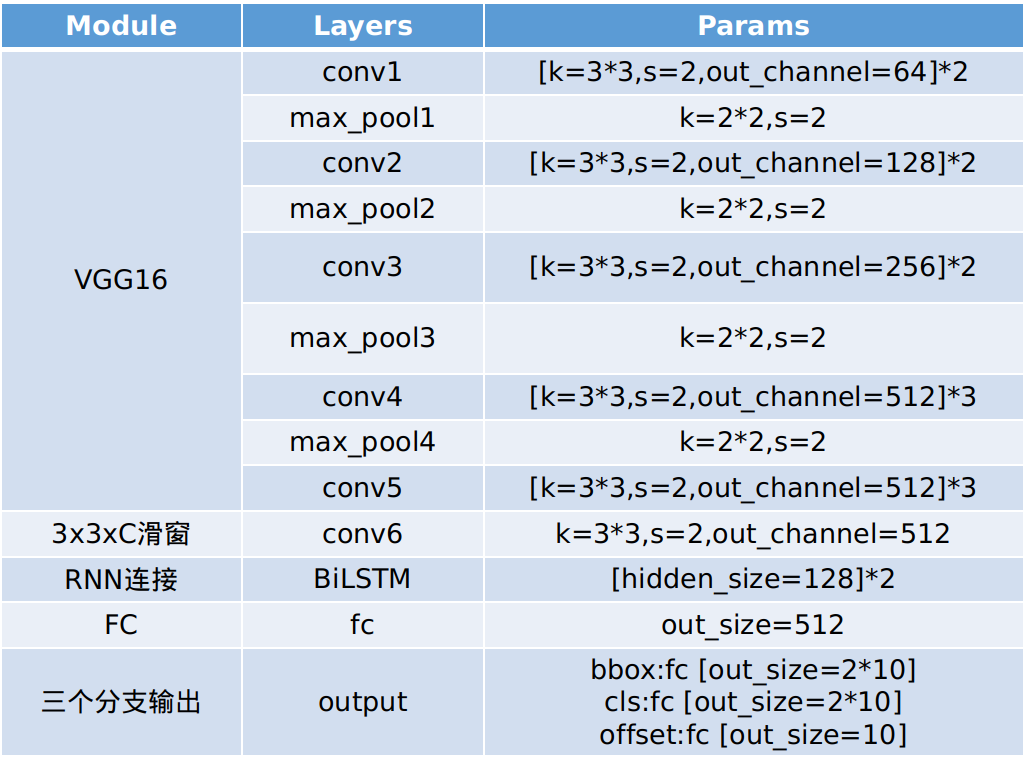 Module Layers Params
conv1 [k=3*3,s=2,out_channel=64]*2
max_pool1 k=2*2,s=2
conv2 [k=3*3,s=2,out_channel=128]*2
max_pool2 k=2*2,s=2
VGG16 conv3 [k=3*3,s=2,out_channel=256]*2
max_pool3 k=2*2,s=2
conv4 [k=3*3,s=2,out_channel=512]*3
max_pool4 k=2*2,s=2
conv5 [k=3*3,s=2,out_channel=512]*3
3x3xC滑窗 conv6 k=3*3,s=2,out_channel=512
RNN连接 BiLSTM [hidden_size=128]*2
FC fc out_size=512
三个分支输出 output bbox:fc [out_size=2*10]
cls:fc [out_size=2*10]
offset:fc [out_size=10]